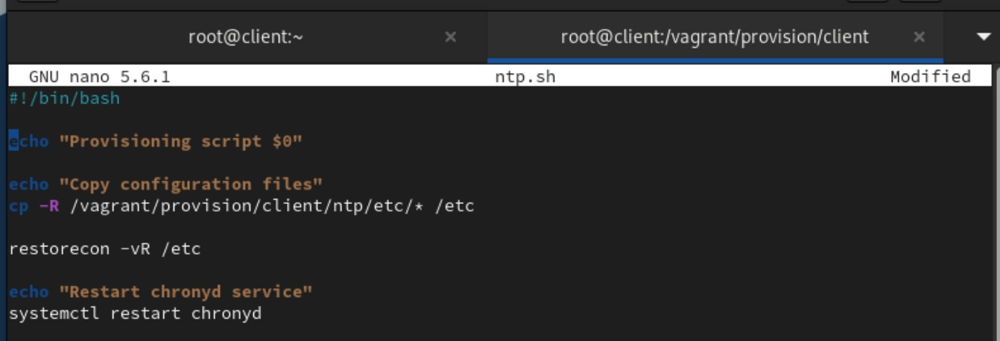 root@client:~ × root@client:/vagrant/provision/client ×
GNU nano 5.6.1 ntp.sh Modified
#!/bin/bash
echo "Provisioning script $0"
echo "Copy configuration files"
cp -R /vagrant/provision/client/ntp/etc/* /etc
restorecon -vR /etc
echo "Restart chronyd service"
systemctl restart chronyd